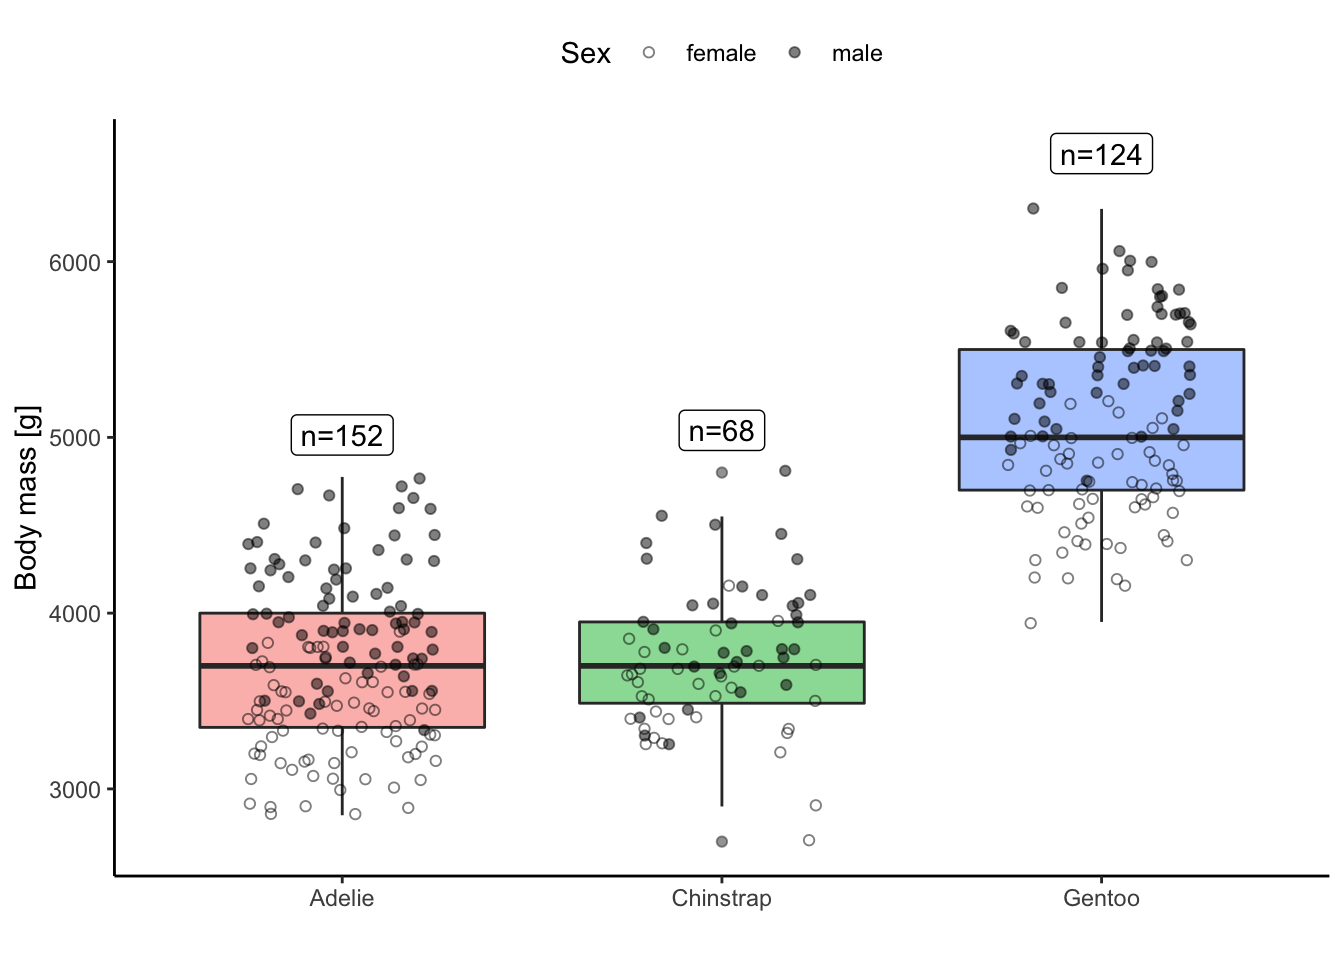 Sex female male
n=124
n=152
n=68
Body mass [g]
6000
5000
4000
3000
Adelie Chinstrap Gentoo